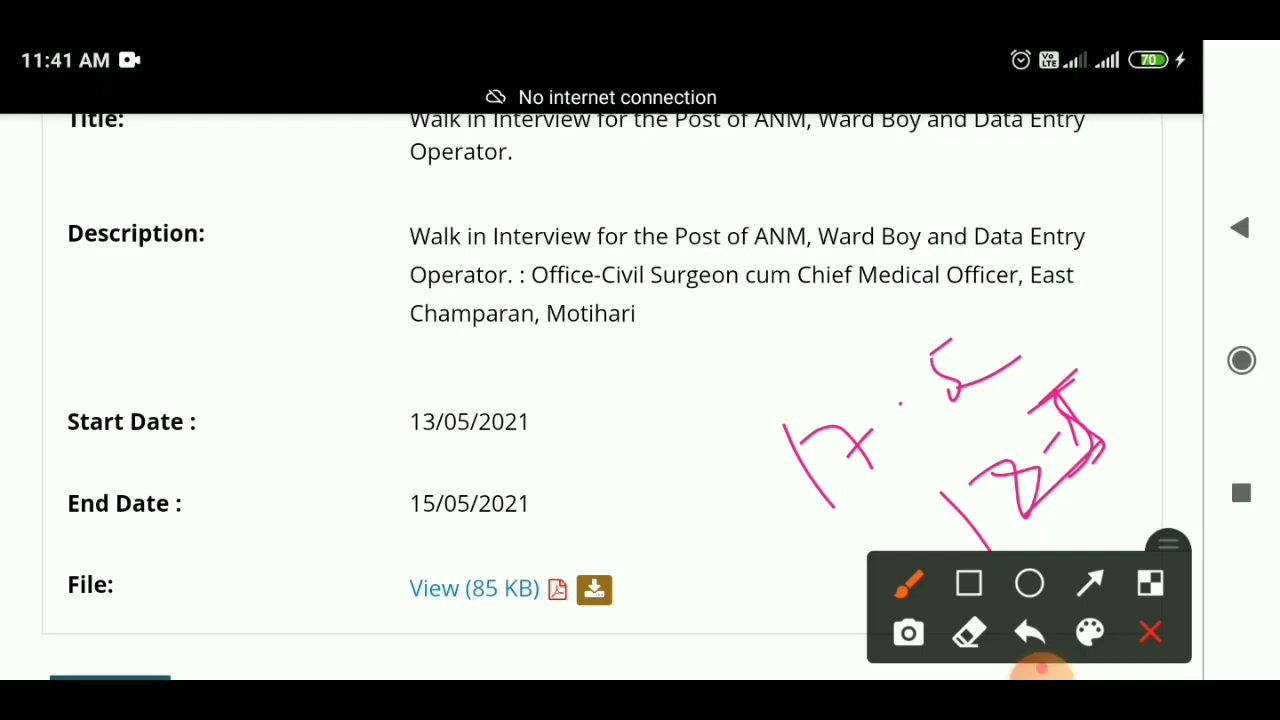 11:41 AM
70
No internet connection
Title:
Walk in Interview for the Post of ANM, Ward Boy and Data Entry
Operator.
Description:
Walk in Interview for the Post of ANM, Ward Boy and Data Entry
Operator. : Office-Civil Surgeon cum Chief Medical Officer, East
Champaran, Motihari
Start Date :
13/05/2021
End Date :
15/05/2021
File:
View (85 KB)